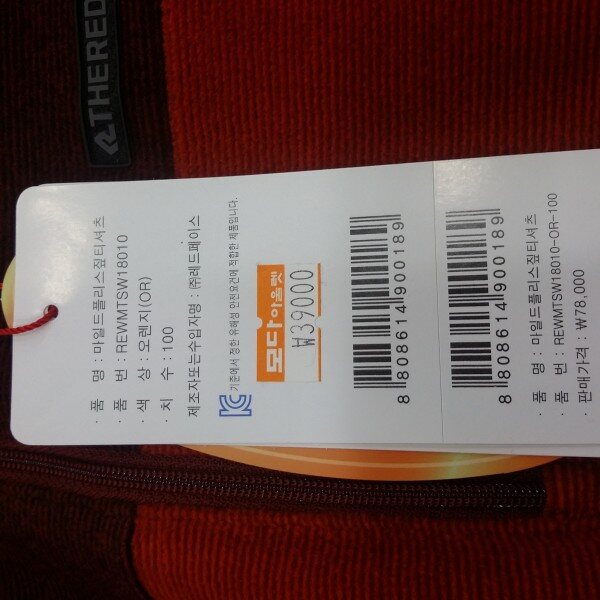 THERED
· 품 명 : 마일드플리스짚티셔츠
· 품 번 : REWMTSW18010
· 색 상 : 오렌지(OR)
· 치 수 : 100
제조자또는수입자명 : ㈜레드페이스
기준에서 정한 유해성 안전요건에 적합한 제품입니다.
모다아울렛
₩39000
8 808614 900189
8 808614 900189
· 품 명 : 마일드플리스짚티셔츠
· 품 번 : REWMTSW18010-OR-100
· 판매가격 : ₩78,000